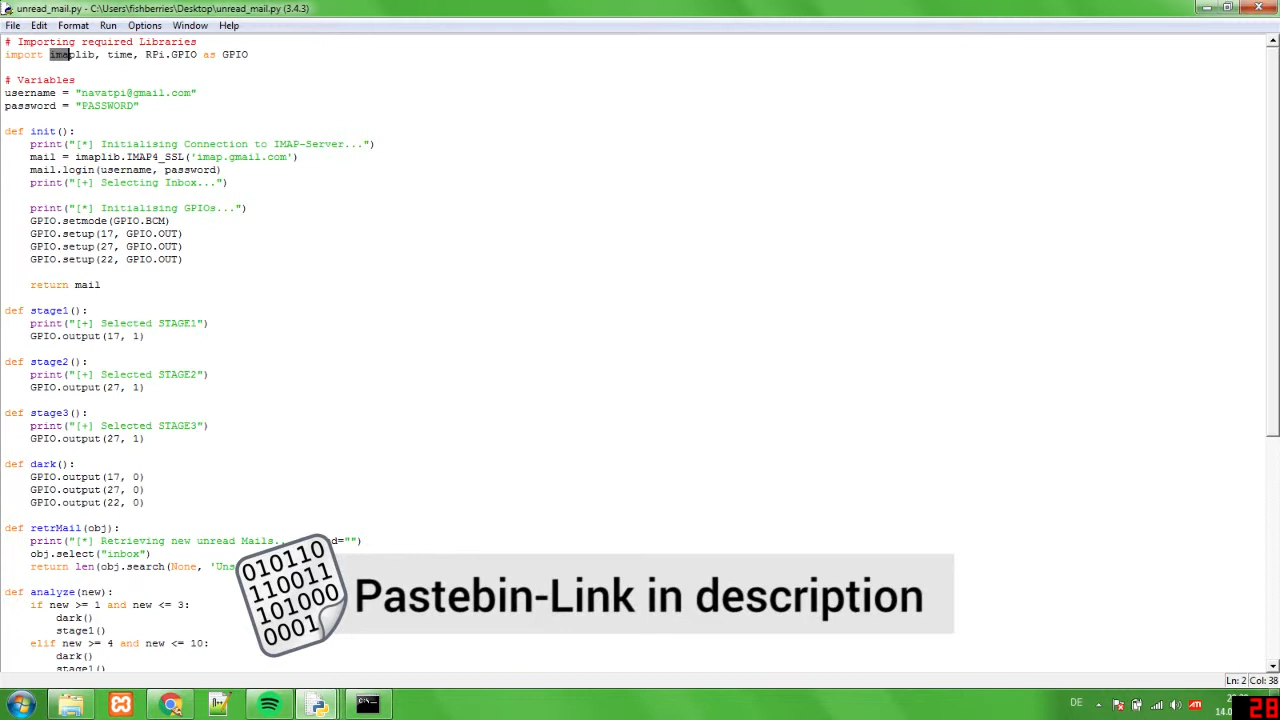 unread_mail.py - C:\Users\fishberries\Desktop\unread_mail.py (3.4.3)
File Edit Format Run Options Window Help
# Importing required Libraries
import imaplib, time, RPi.GPIO as GPIO
# Variables
username = "navatpi@gmail.com"
password = "PASSWORD"
def init():
print("[*] Initialising Connection to IMAP-Server...")
mail = imaplib.IMAP4_SSL('imap.gmail.com')
mail.login(username, password)
print("[+] Selecting Inbox...")
print("[*] Initialising GPIOs...")
GPIO.setmode(GPIO.BCM)
GPIO.setup(17, GPIO.OUT)
GPIO.setup(27, GPIO.OUT)
GPIO.setup(22, GPIO.OUT)
return mail
def stage1():
print("[+] Selected STAGE1")
GPIO.output(17, 1)
def stage2():
print("[+] Selected STAGE2")
GPIO.output(27, 1)
def stage3():
print("[+] Selected STAGE3")
GPIO.output(27, 1)
def dark():
GPIO.output(17, 0)
GPIO.output(27, 0)
GPIO.output(22, 0)
def retrMail(obj):
print("[*] Retrieving new unread Mails.. d="")
obj.select("inbox")
return len(obj.search(None, 'Uns
def analyze(new):
if new >= 1 and new <= 3:
dark()
stage1()
elif new >= 4 and new <= 10:
dark()
stage1()
010110
110011
101000
0001
Pastebin-Link in description
Ln: 2 Col: 38
DE
14.0
28